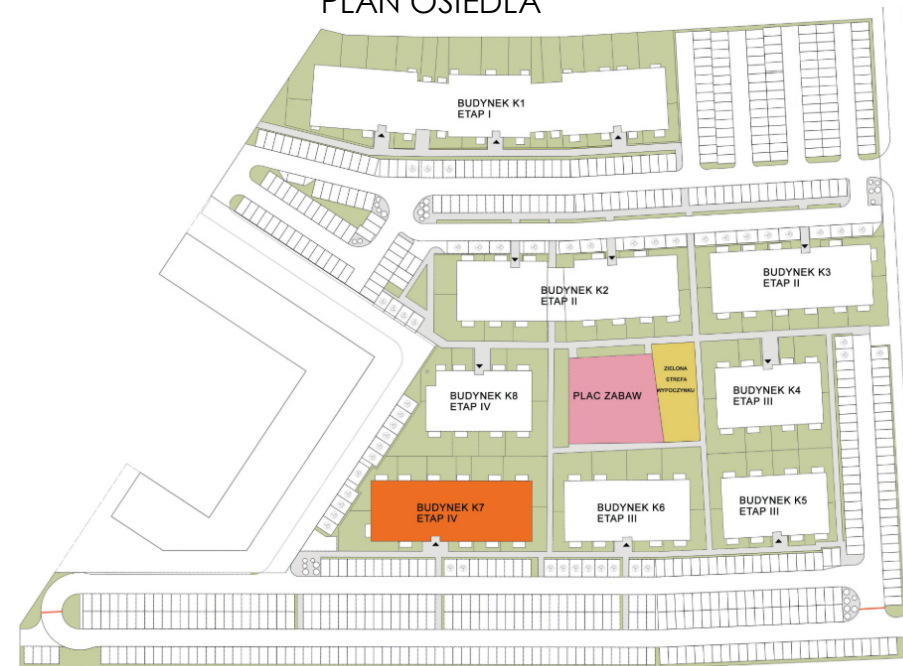 PLAN OSIEDLA
BUDYNEK K1
ETAP I
BUDYNEK K2
ETAP II
BUDYNEK K3
ETAP II
BUDYNEK K8
ETAP IV
PLAC ZABAW
ZIELONA
ETREFA
WYPOCZYNKU
BUDYNEK K4
ETAP III
BUDYNEK K7
ETAP IV
BUDYNEK K6
ETAP III
BUDYNEK K5
ETAP III